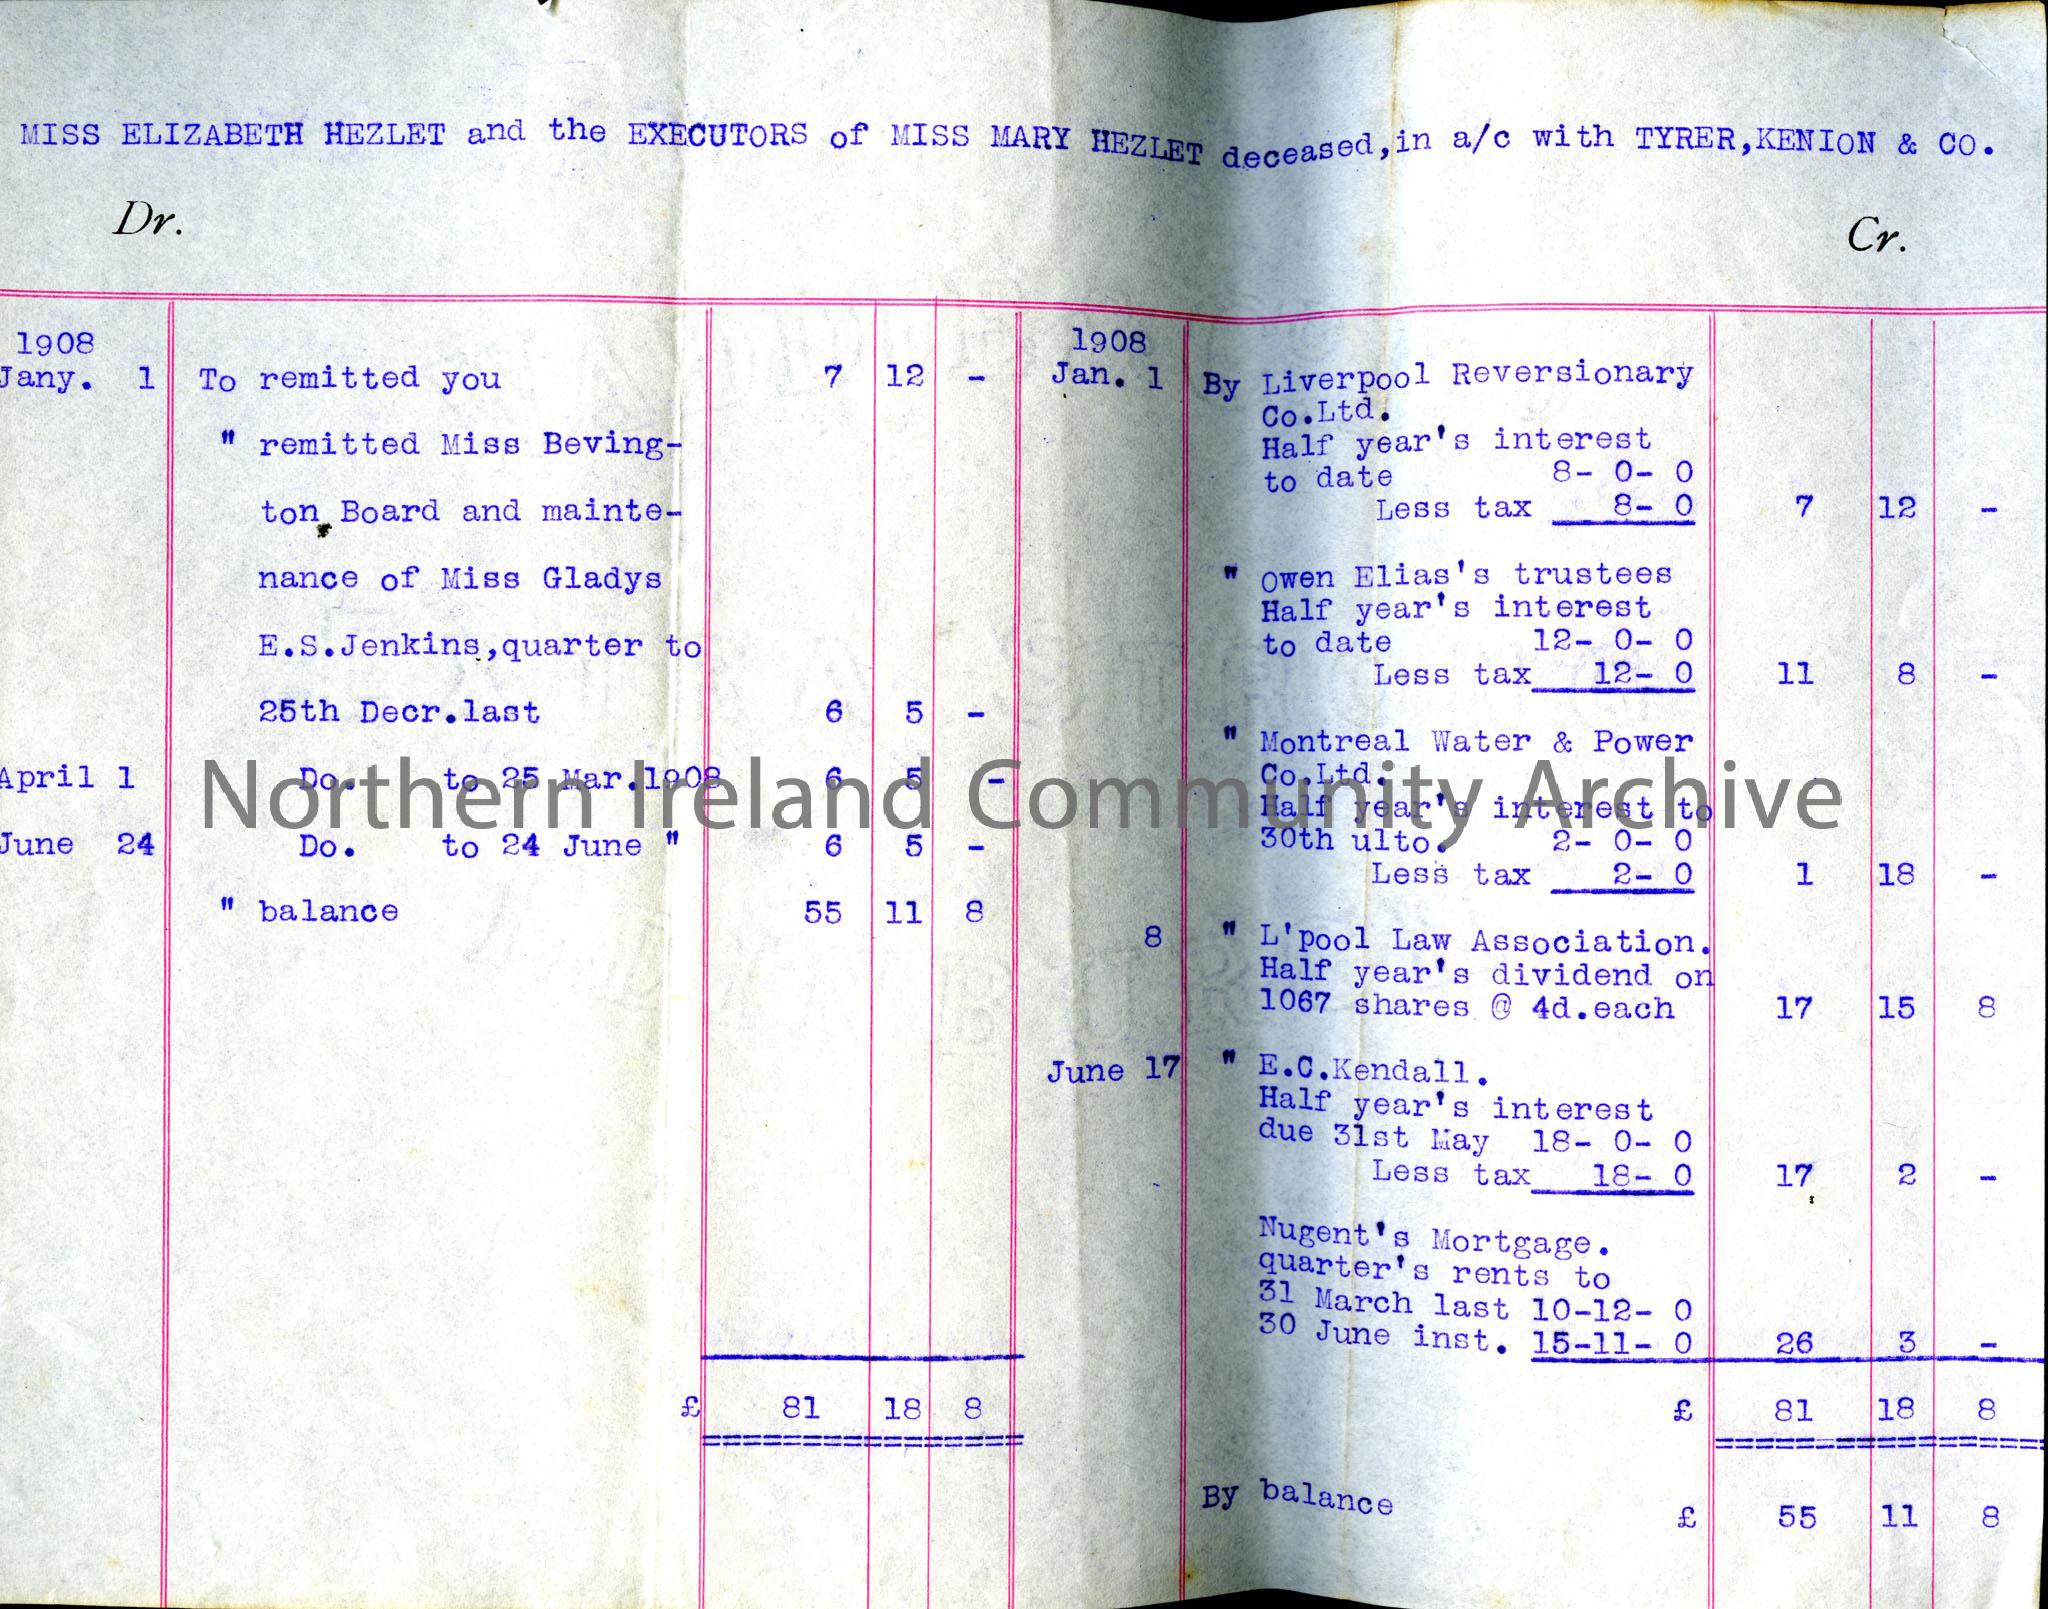 MISS ELIZABETH HEZLET and the EXECUTORS of MISS MARY HEZLET deceased,in a/c with TYRER,KENION & CO.
Dr.
Cr.
1908
Jany. 1 To remitted you 7 12 -
" remitted Miss Beving-
ton Board and mainte-
nance of Miss Gladys
E.S.Jenkins,quarter to
25th Decr.last 6 5 -
April 1 Do. to 25 Mar.1908 6 5 -
June 24 Do. to 24 June " 6 5 -
" balance 55 11 8
£ 81 18 8
1908
Jan. 1 By Liverpool Reversionary
Co.Ltd.
Half year's interest
to date 8- 0- 0
Less tax 8- 0 7 12 -
" Owen Elias's trustees
Half year's interest
to date 12- 0- 0
Less tax 12- 0 11 8 -
" Montreal Water & Power
Co.Ltd.
Half year's interest to
30th ulto. 2- 0- 0
Less tax 2- 0 1 18 -
8 " L'pool Law Association.
Half year's dividend on
1067 shares @ 4d.each 17 15 8
June 17 " E.C.Kendall.
Half year's interest
due 31st May 18- 0- 0
Less tax 18- 0 17 2 -
Nugent's Mortgage.
quarter's rents to
31 March last 10-12- 0
30 June inst. 15-11- 0 26 3 -
£ 81 18 8
By balance £ 55 11 8
Northern Ireland Community Archive